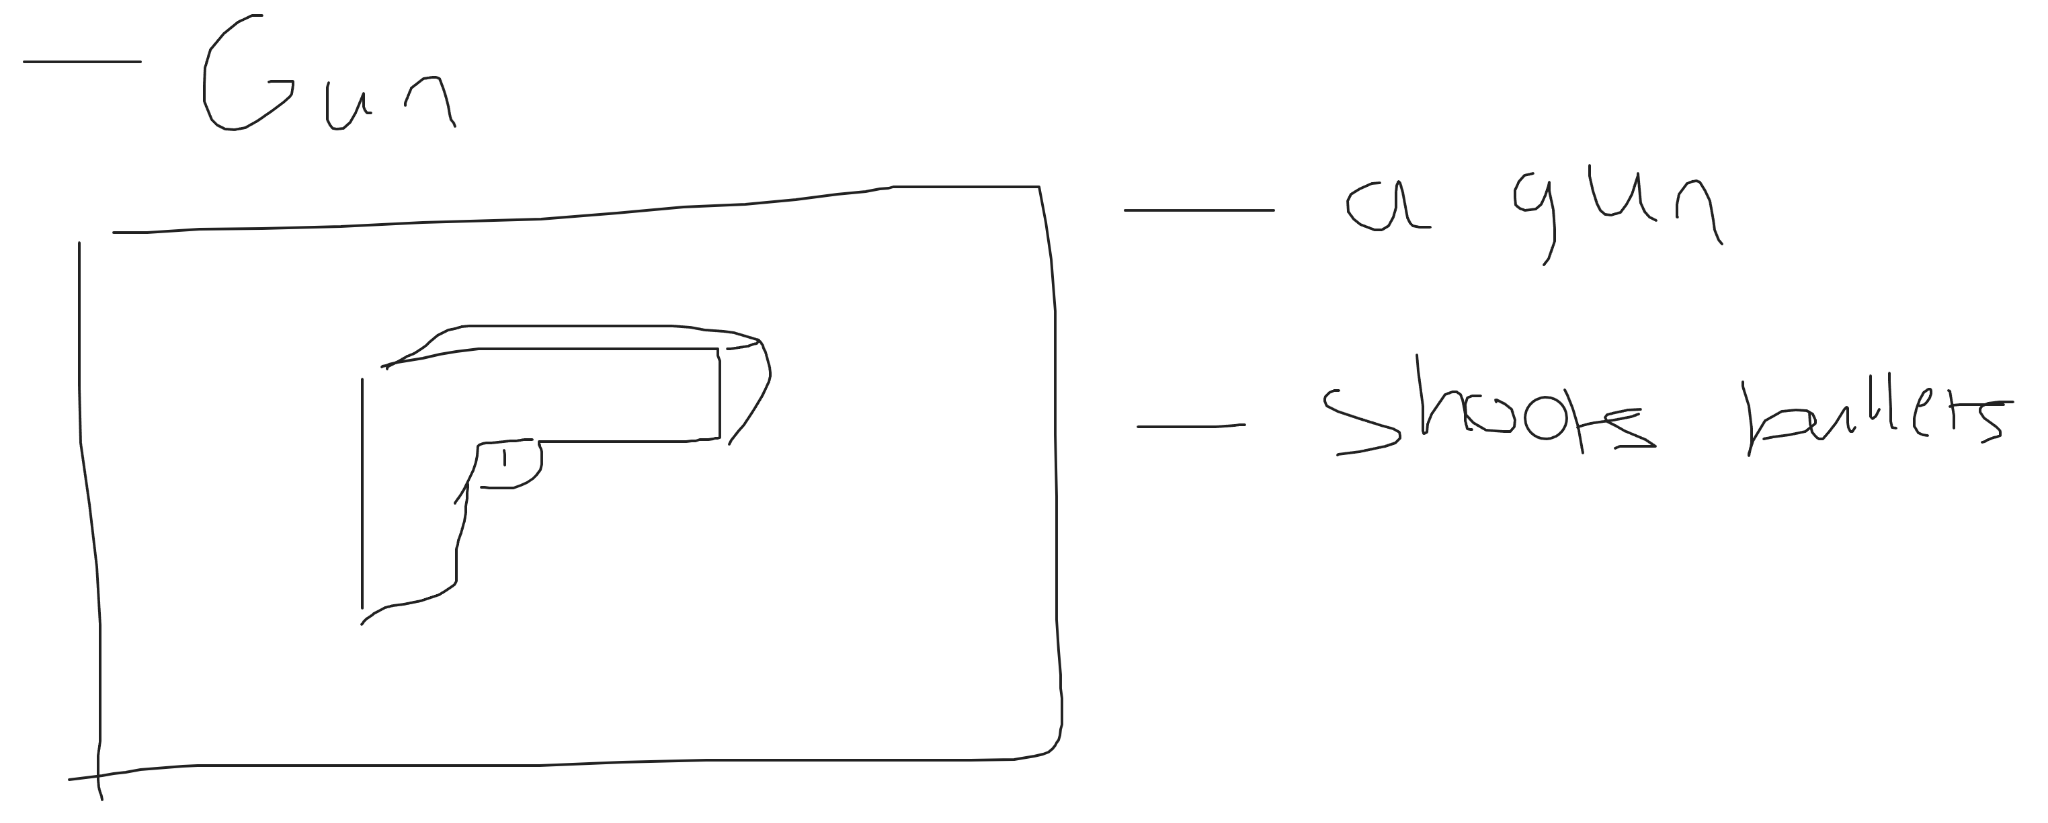 — Gun
— a gun
— shoots bullets